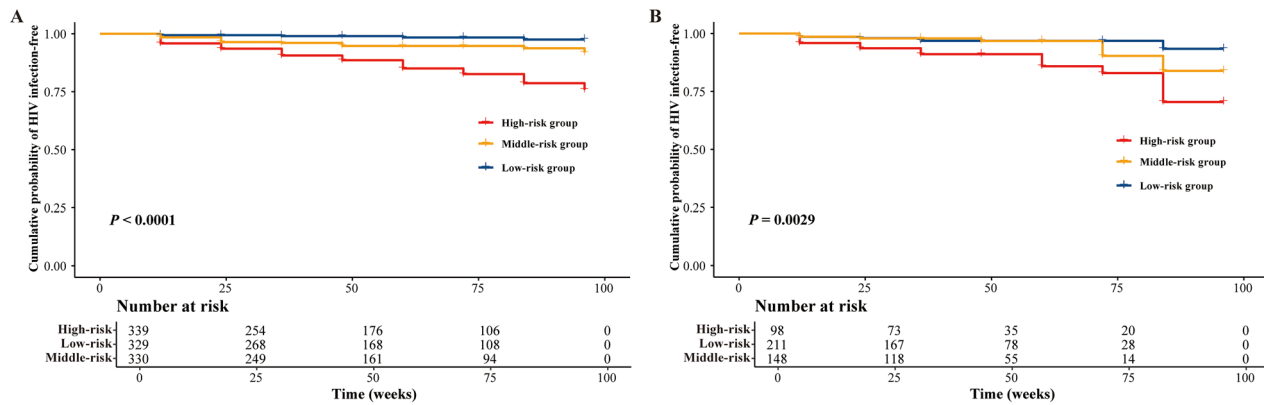 A
Cumulative probability of HIV infection-free
1.00
0.75
0.50
0.25
0.00
High-risk group
Middle-risk group
Low-risk group
P < 0.0001
0 25 50 75 100
Number at risk
High-risk 339 254 176 106 0
Low-risk 329 268 168 108 0
Middle-risk 330 249 161 94 0
0 25 50 75 100
Time (weeks)
B
Cumulative probability of HIV infection-free
1.00
0.75
0.50
0.25
0.00
High-risk group
Middle-risk group
Low-risk group
P = 0.0029
0 25 50 75 100
Number at risk
High-risk 98 73 35 20 0
Low-risk 211 167 78 28 0
Middle-risk 148 118 55 14 0
0 25 50 75 100
Time (weeks)